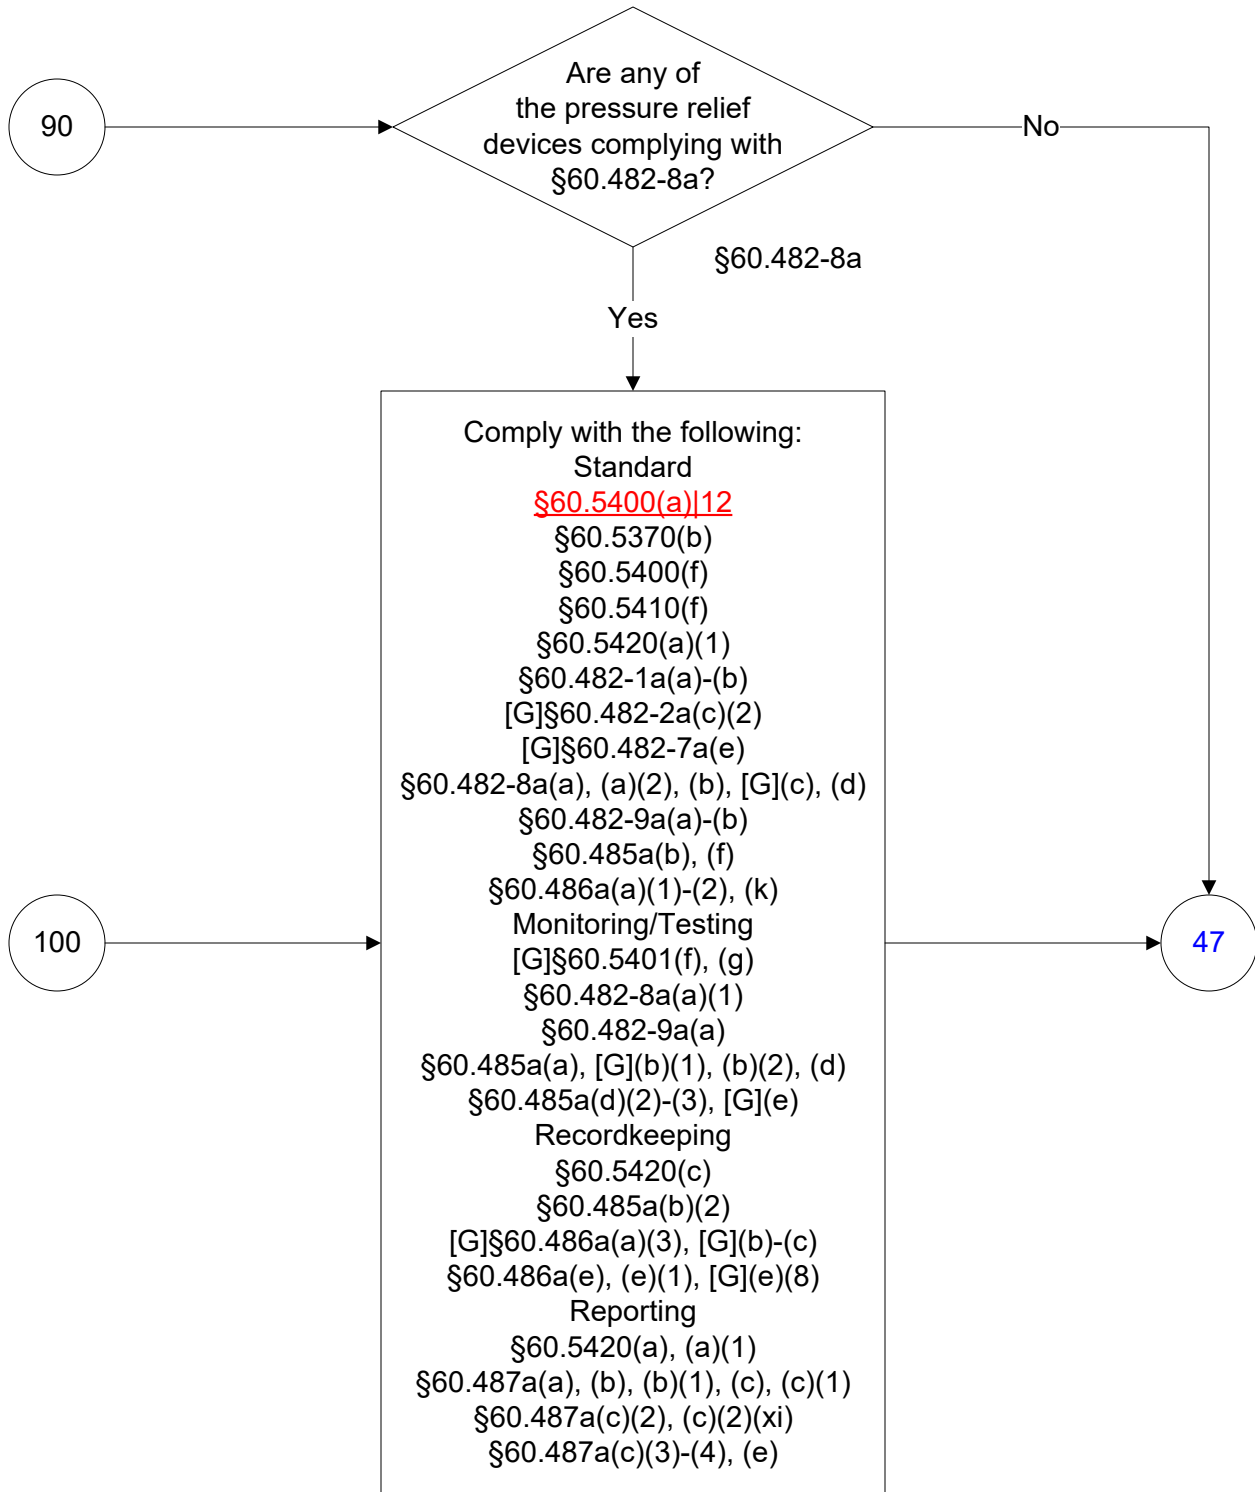 90
Are any of
the pressure relief
devices complying with
§60.482-8a?
No
§60.482-8a
Yes
Comply with the following:
Standard
§60.5400(a)|12
§60.5370(b)
§60.5400(f)
§60.5410(f)
§60.5420(a)(1)
§60.482-1a(a)-(b)
[G]§60.482-2a(c)(2)
[G]§60.482-7a(e)
§60.482-8a(a), (a)(2), (b), [G](c), (d)
§60.482-9a(a)-(b)
§60.485a(b), (f)
§60.486a(a)(1)-(2), (k)
Monitoring/Testing
[G]§60.5401(f), (g)
§60.482-8a(a)(1)
§60.482-9a(a)
§60.485a(a), [G](b)(1), (b)(2), (d)
§60.485a(d)(2)-(3), [G](e)
Recordkeeping
§60.5420(c)
§60.485a(b)(2)
[G]§60.486a(a)(3), [G](b)-(c)
§60.486a(e), (e)(1), [G](e)(8)
Reporting
§60.5420(a), (a)(1)
§60.487a(a), (b), (b)(1), (c), (c)(1)
§60.487a(c)(2), (c)(2)(xi)
§60.487a(c)(3)-(4), (e)
100
47